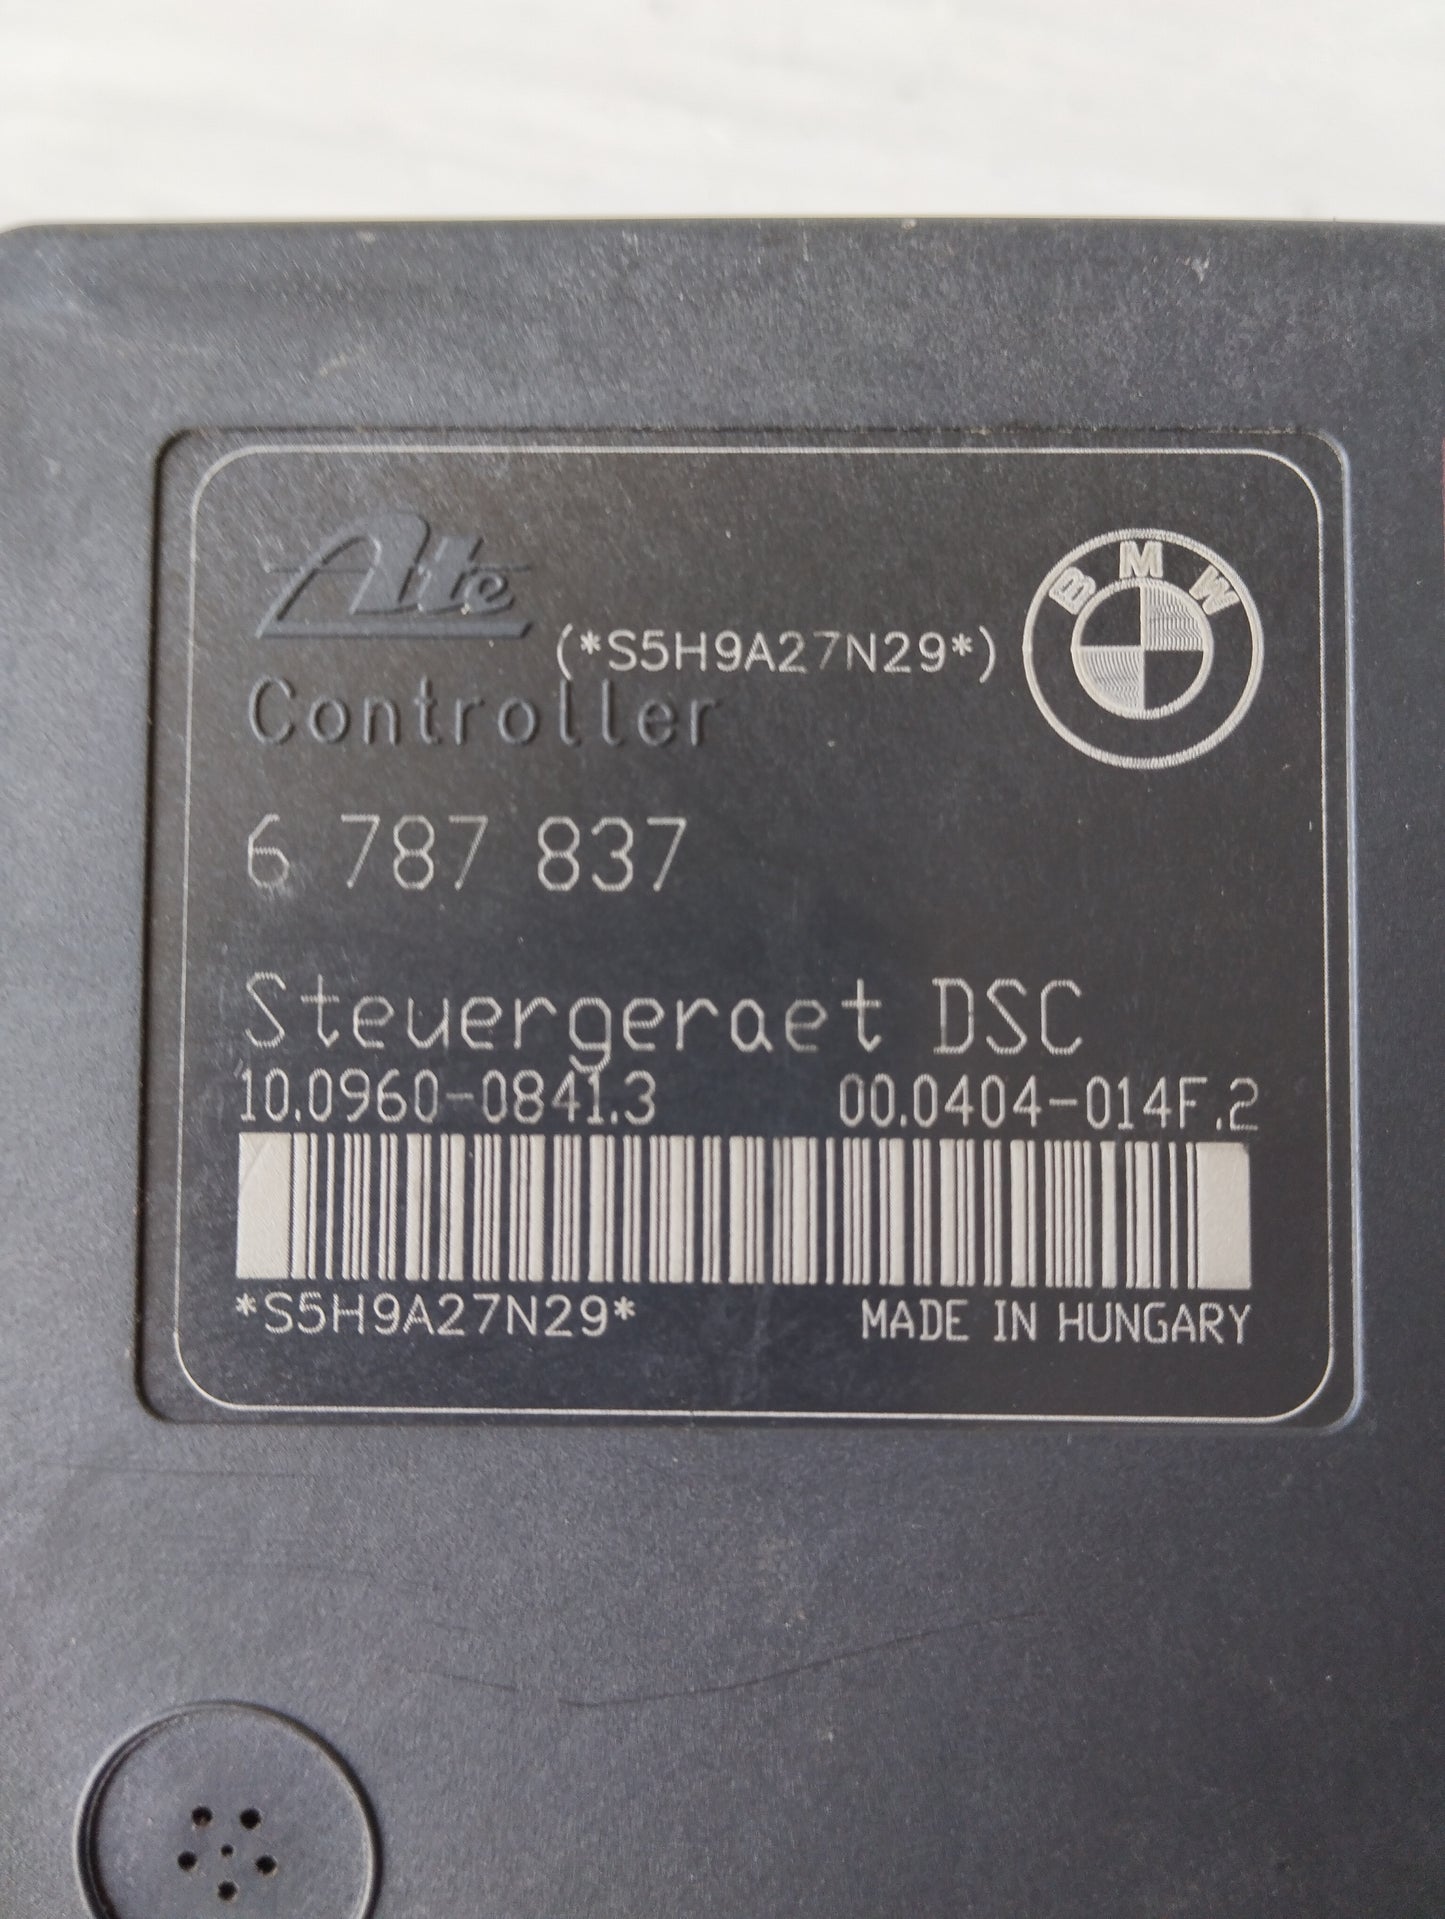 Ate
BMW
(*S5H9A27N29*)
Controller
6 787 837
Steuergeraet DSC
10.0960-0841.3 00.0404-014F.2
*S5H9A27N29* MADE IN HUNGARY